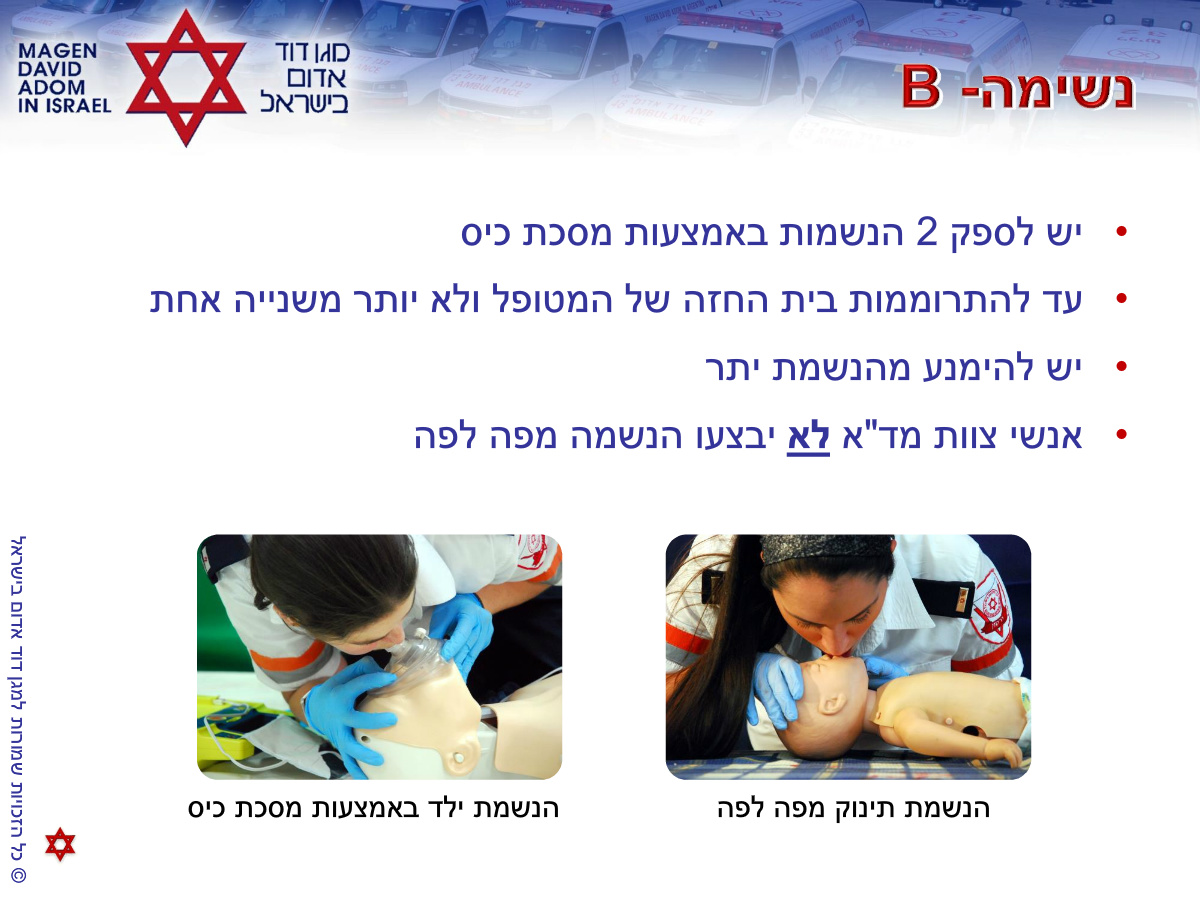 MAGEN
DAVID
ADOM
IN ISRAEL
מגן דוד
אדום
בישראל
נשימה- B
• יש לספק 2 הנשמות באמצעות מסכת כיס
• עד להתרוממות בית החזה של המטופל ולא יותר משנייה אחת
• יש להימנע מהנשמת יתר
• אנשי צוות מד"א לא יבצעו הנשמה מפה לפה
הנשמת תינוק מפה לפה
הנשמת ילד באמצעות מסכת כיס
© כל הזכויות שמורות למגן דוד אדום בישראל